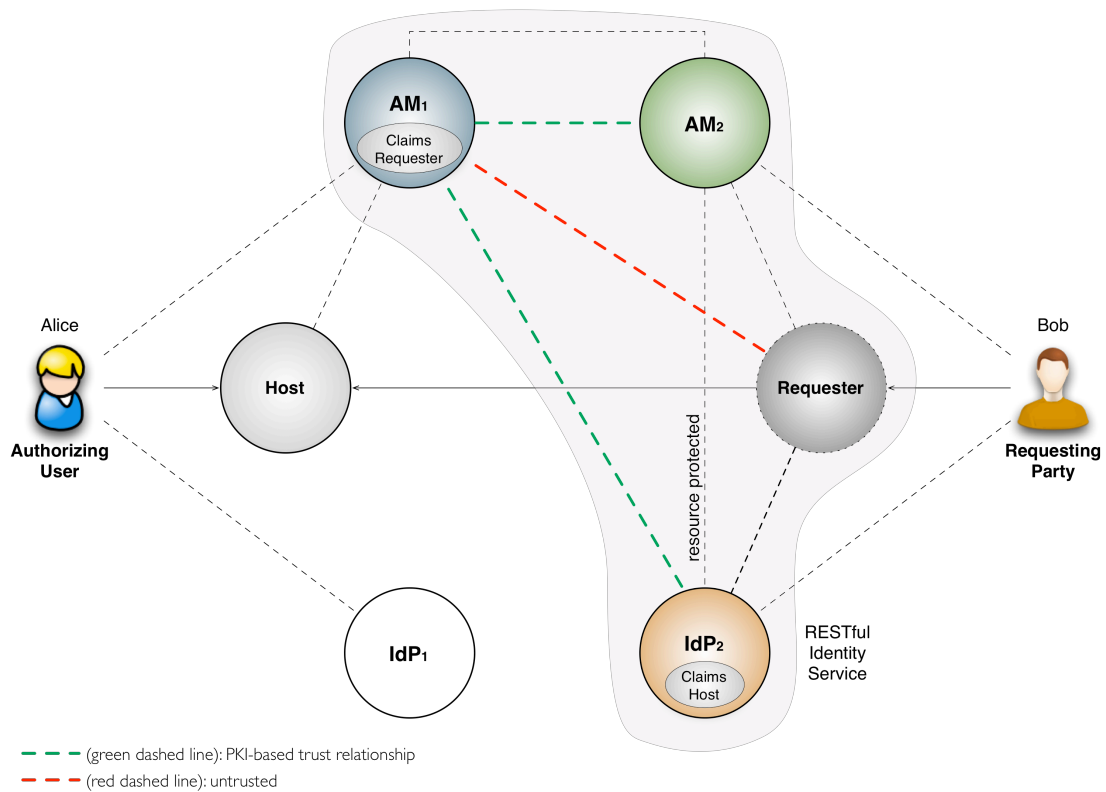 AM1
Claims
Requester
AM2
Alice
Bob
Host
Requester
Authorizing
User
Requesting
Party
resource protected
IdP1
IdP2
Claims
Host
RESTful
Identity
Service
(green dashed line): PKI-based trust relationship
(red dashed line): untrusted